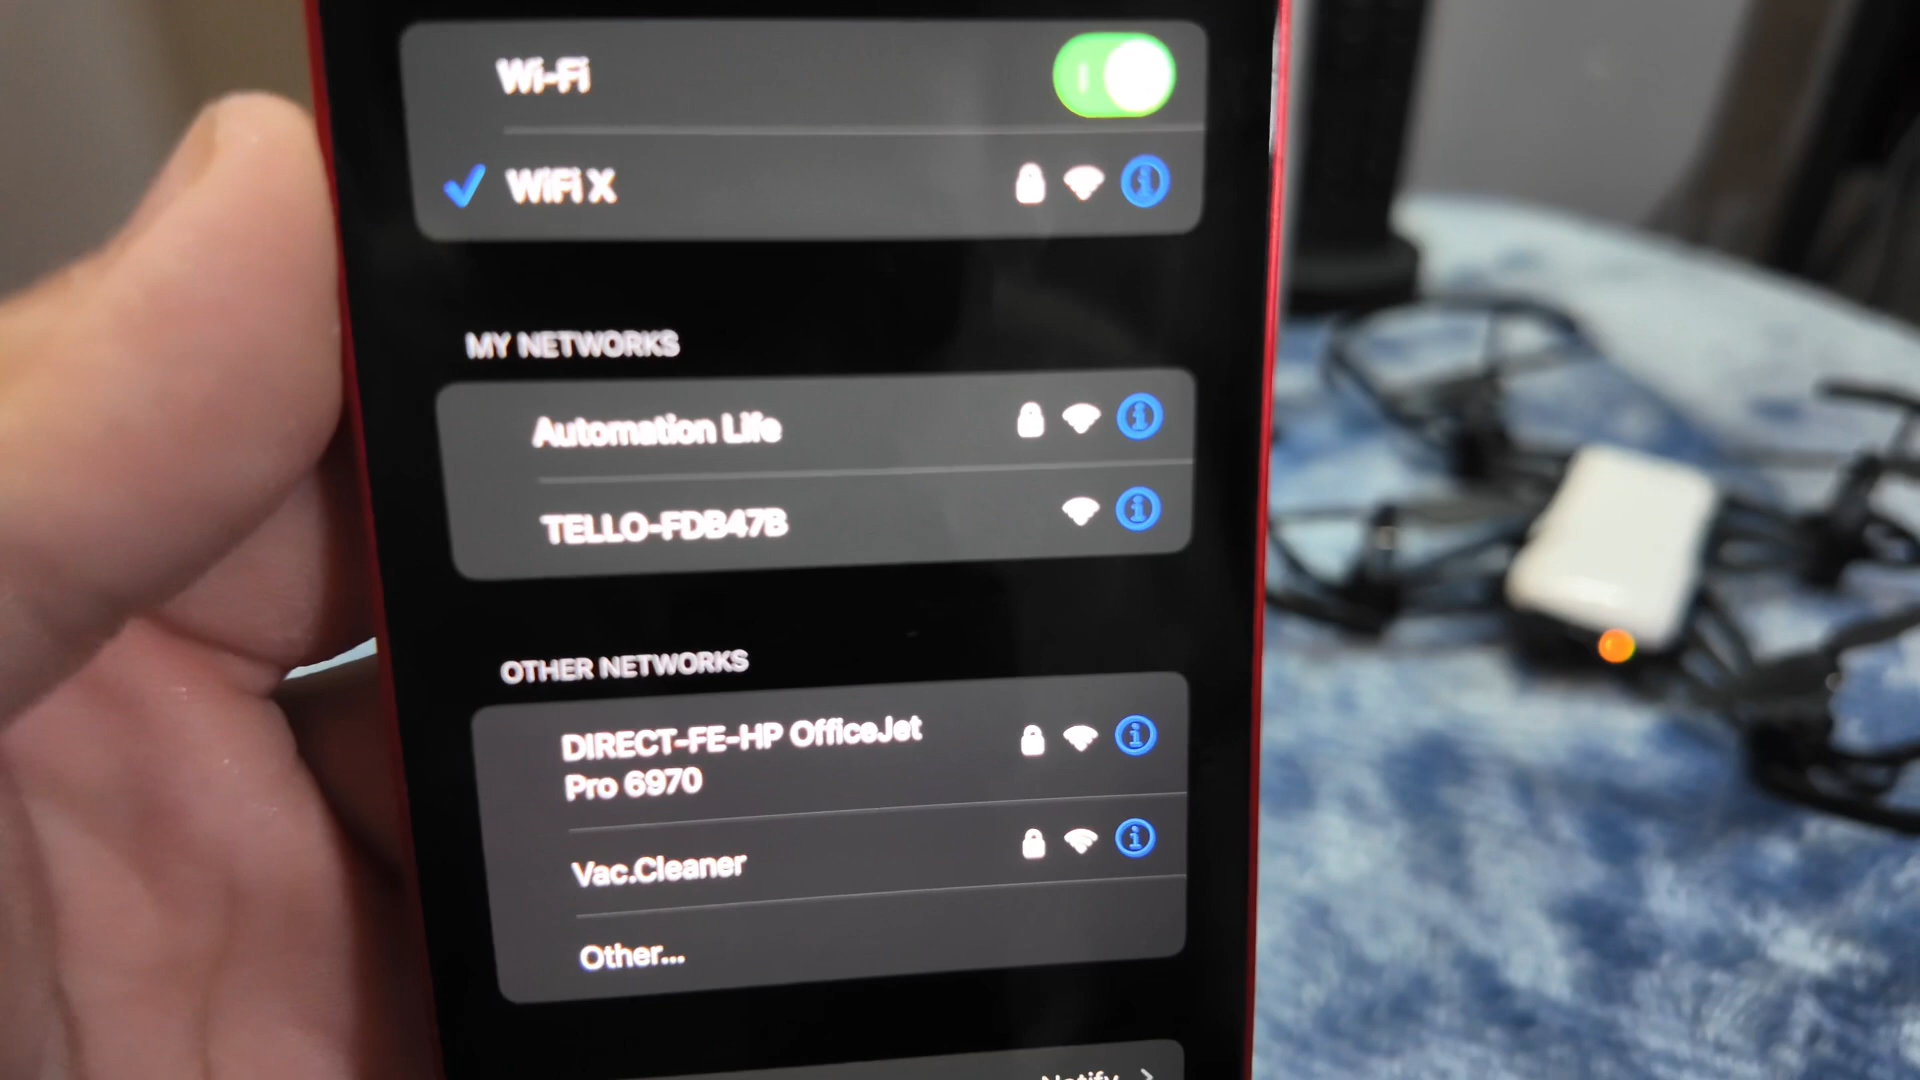 Wi-Fi
WiFi X
MY NETWORKS
Automation Life
TELLO-FDB47B
OTHER NETWORKS
DIRECT-FE-HP OfficeJet
Pro 6970
Vac.Cleaner
Other...
Notify